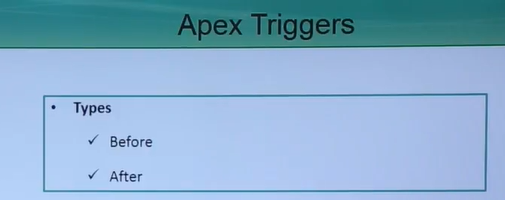 Apex Triggers
• Types
✓ Before
✓ After